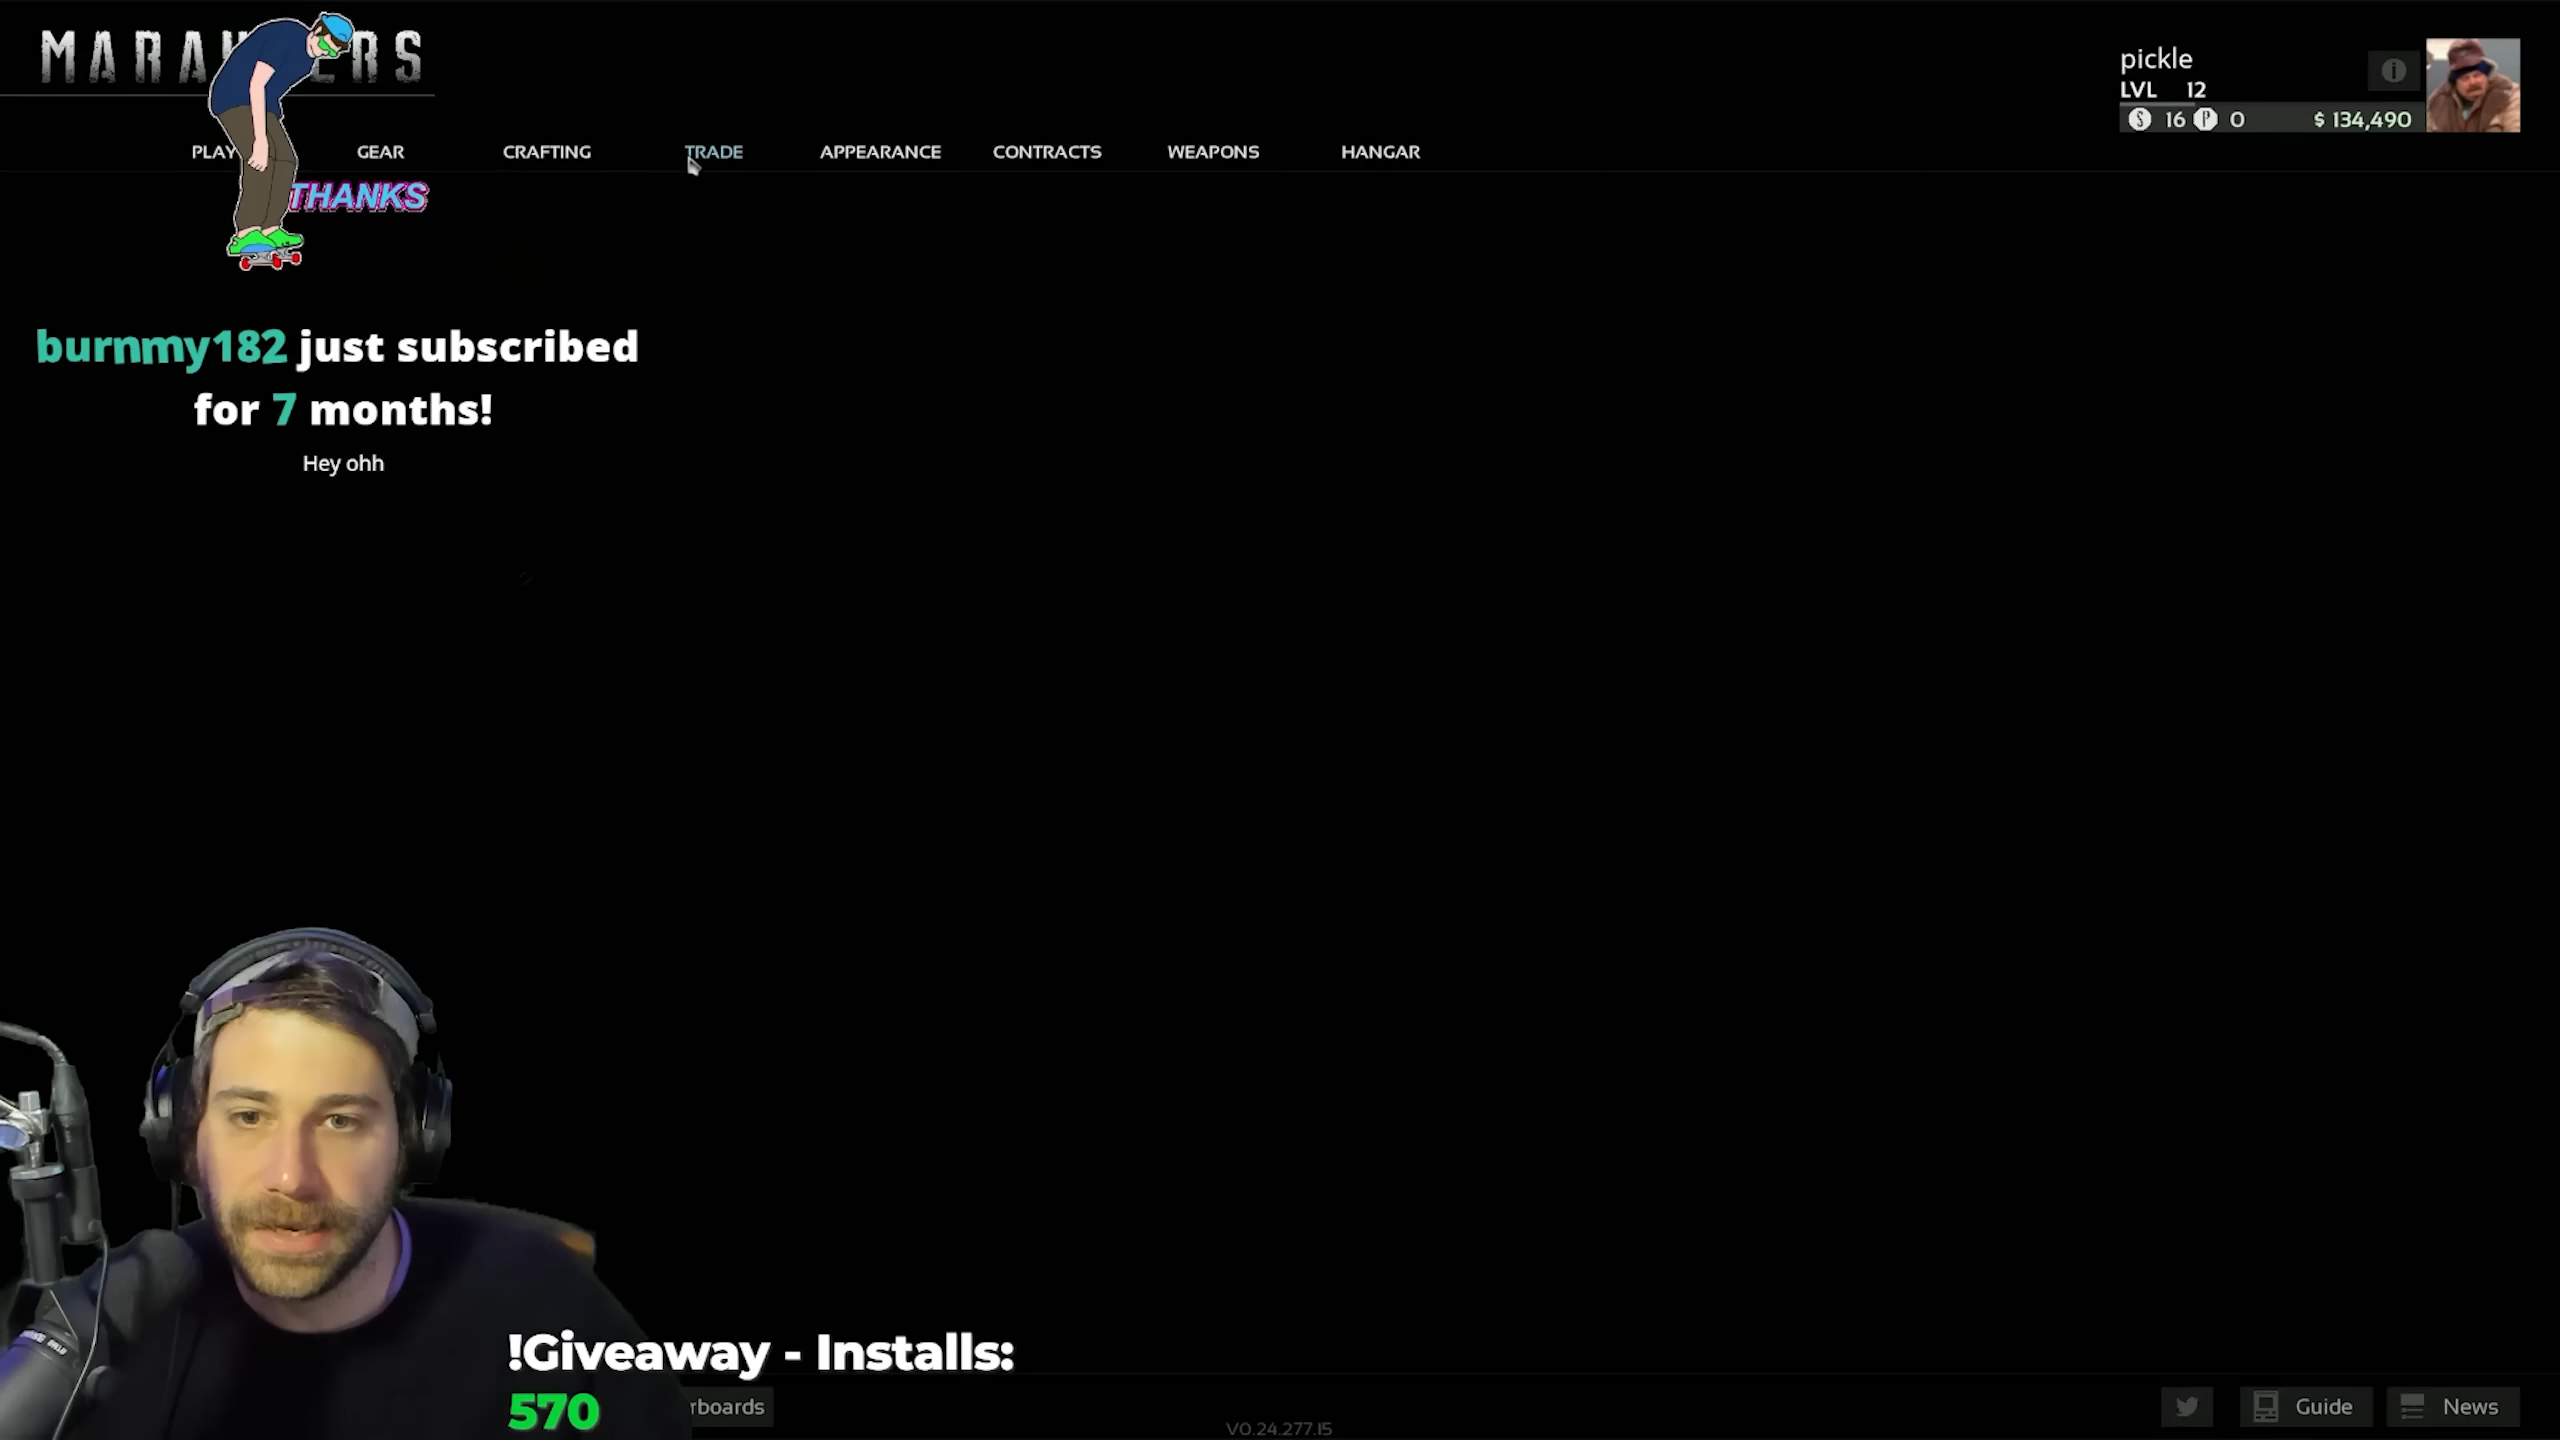 pickle
LVL 12
S 16 P 0 $ 134,490
PLAY GEAR CRAFTING TRADE APPEARANCE CONTRACTS WEAPONS HANGAR
THANKS
burnmy182 just subscribed
for 7 months!
Hey ohh
!Giveaway - Installs:
570
rboards
V0.24.277.15
Guide
News